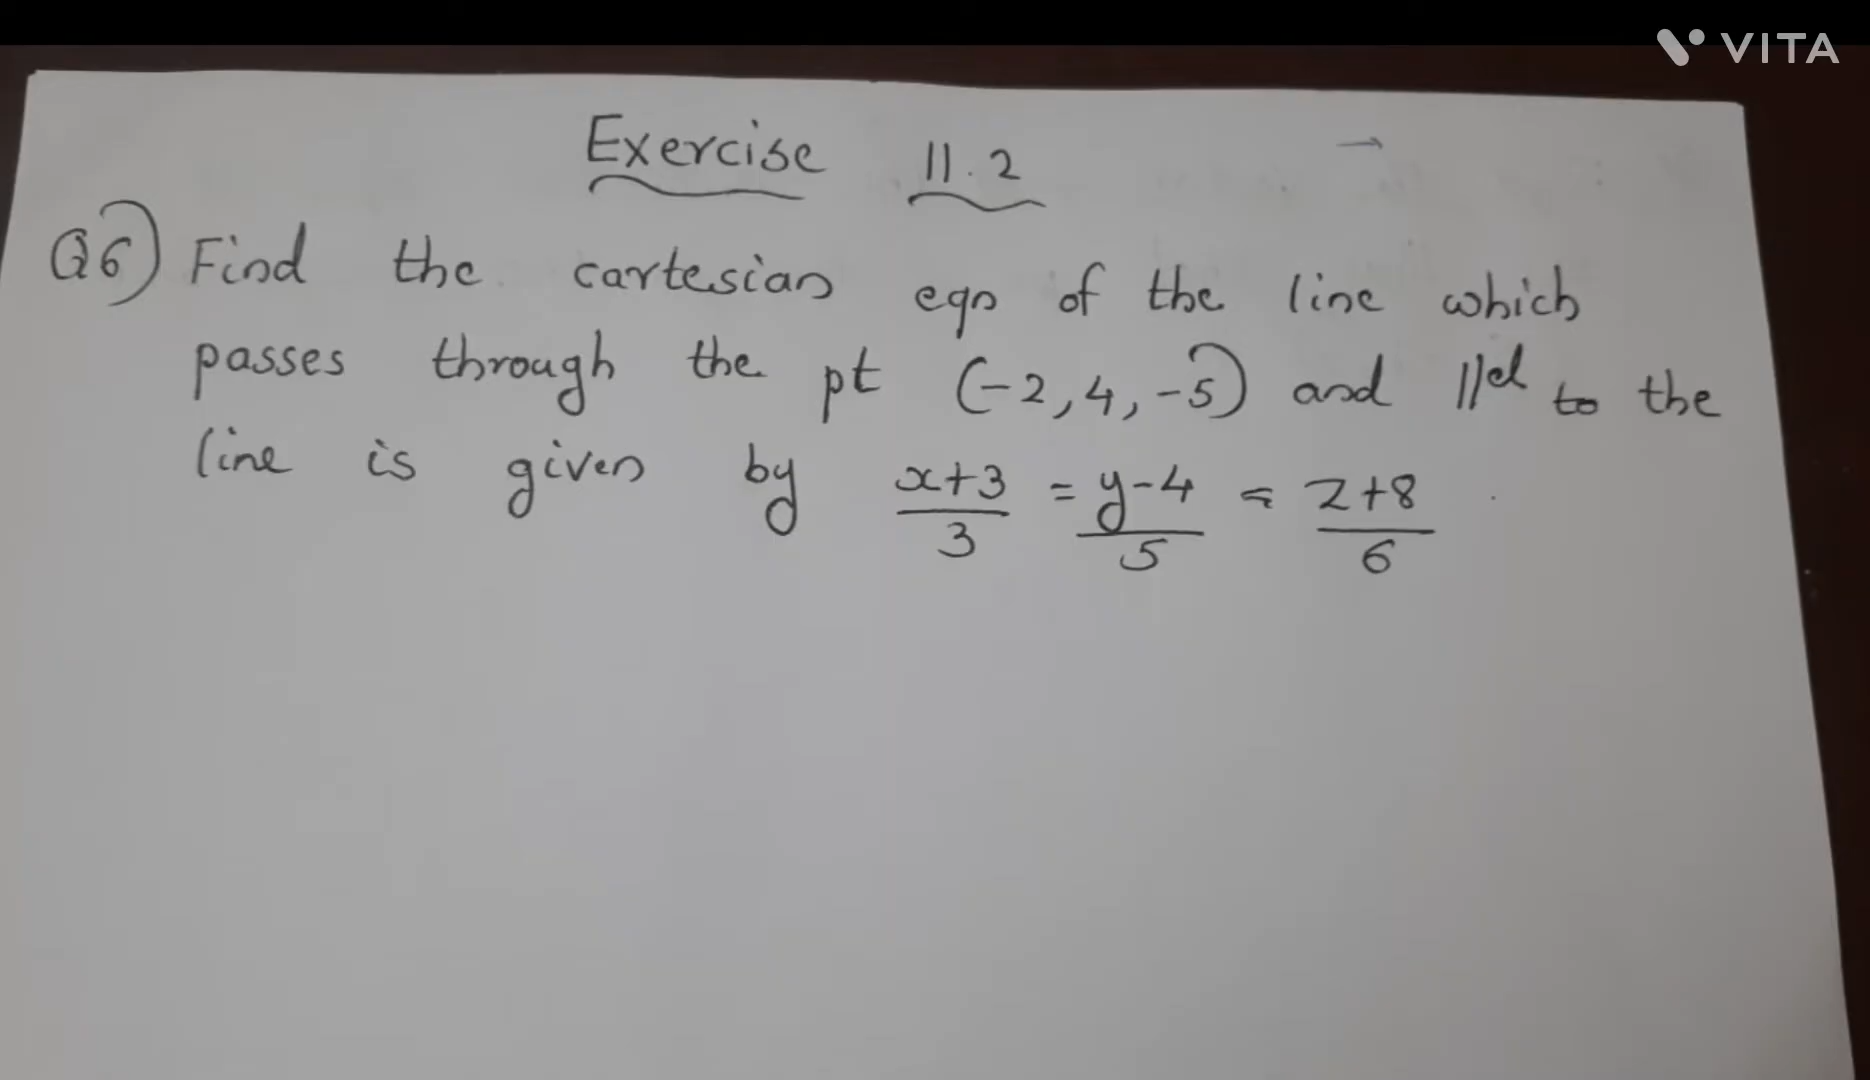 VITA
Exercise 11.2
Q6) Find the cartesian eqn of the line which
passes through the pt (-2, 4, -5) and ||el to the
line is given by x+3/3 = y-4/5 = z+8/6